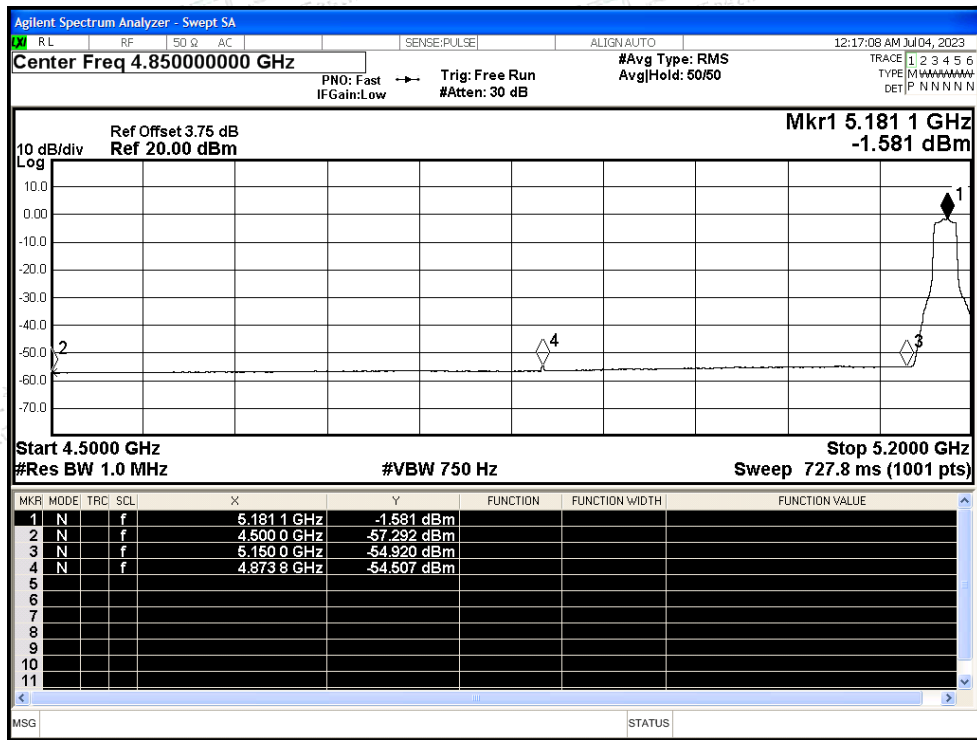 Agilent Spectrum Analyzer - Swept SA
LXI RL RF 50 Ω AC SENSE:PULSE ALIGN AUTO 12:17:08 AM Jul 04, 2023
Center Freq 4.850000000 GHz #Avg Type: RMS TRACE 1 2 3 4 5 6
PNO: Fast Trig: Free Run Avg|Hold: 50/50 TYPE M W W W W W
IFGain:Low #Atten: 30 dB DET P N N N N N
Mkr1 5.181 1 GHz
Ref Offset 3.75 dB
10 dB/div Ref 20.00 dBm -1.581 dBm
Log
10.0
1
0.00
-10.0
-20.0
-30.0
-40.0
-50.0 2 4 3
-60.0
-70.0
Start 4.5000 GHz Stop 5.2000 GHz
#Res BW 1.0 MHz #VBW 750 Hz Sweep 727.8 ms (1001 pts)
MKR MODE TRC SCL X Y FUNCTION FUNCTION WIDTH FUNCTION VALUE
1 N f 5.181 1 GHz -1.581 dBm
2 N f 4.500 0 GHz -57.292 dBm
3 N f 5.150 0 GHz -54.920 dBm
4 N f 4.873 8 GHz -54.507 dBm
5
6
7
8
9
10
11
MSG STATUS